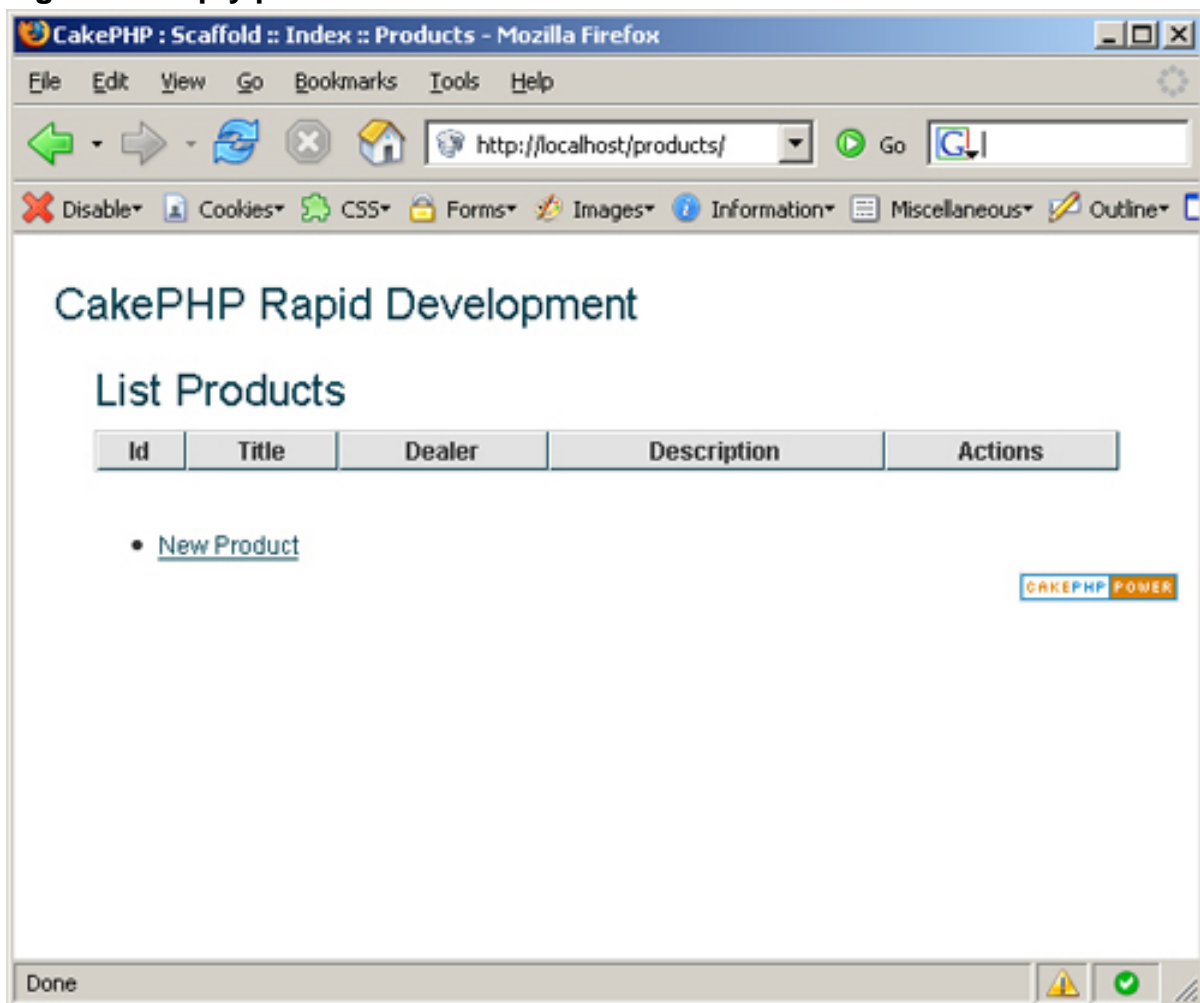 CakePHP : Scaffold :: Index :: Products - Mozilla Firefox
File Edit View Go Bookmarks Tools Help
http://localhost/products/ Go G
Disable Cookies CSS Forms Images Information Miscellaneous Outline
CakePHP Rapid Development
List Products
Id Title Dealer Description Actions
New Product
CAKEPHP POWER
Done